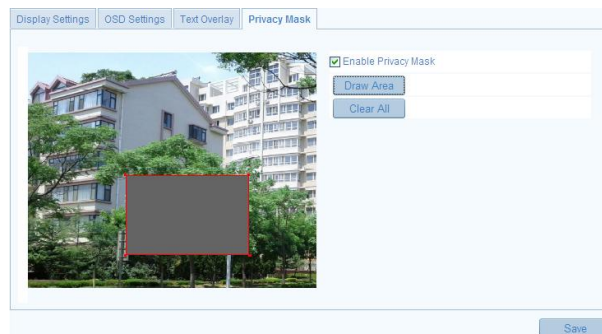 Display Settings OSD Settings Text Overlay Privacy Mask
Enable Privacy Mask
Draw Area
Clear All
Save